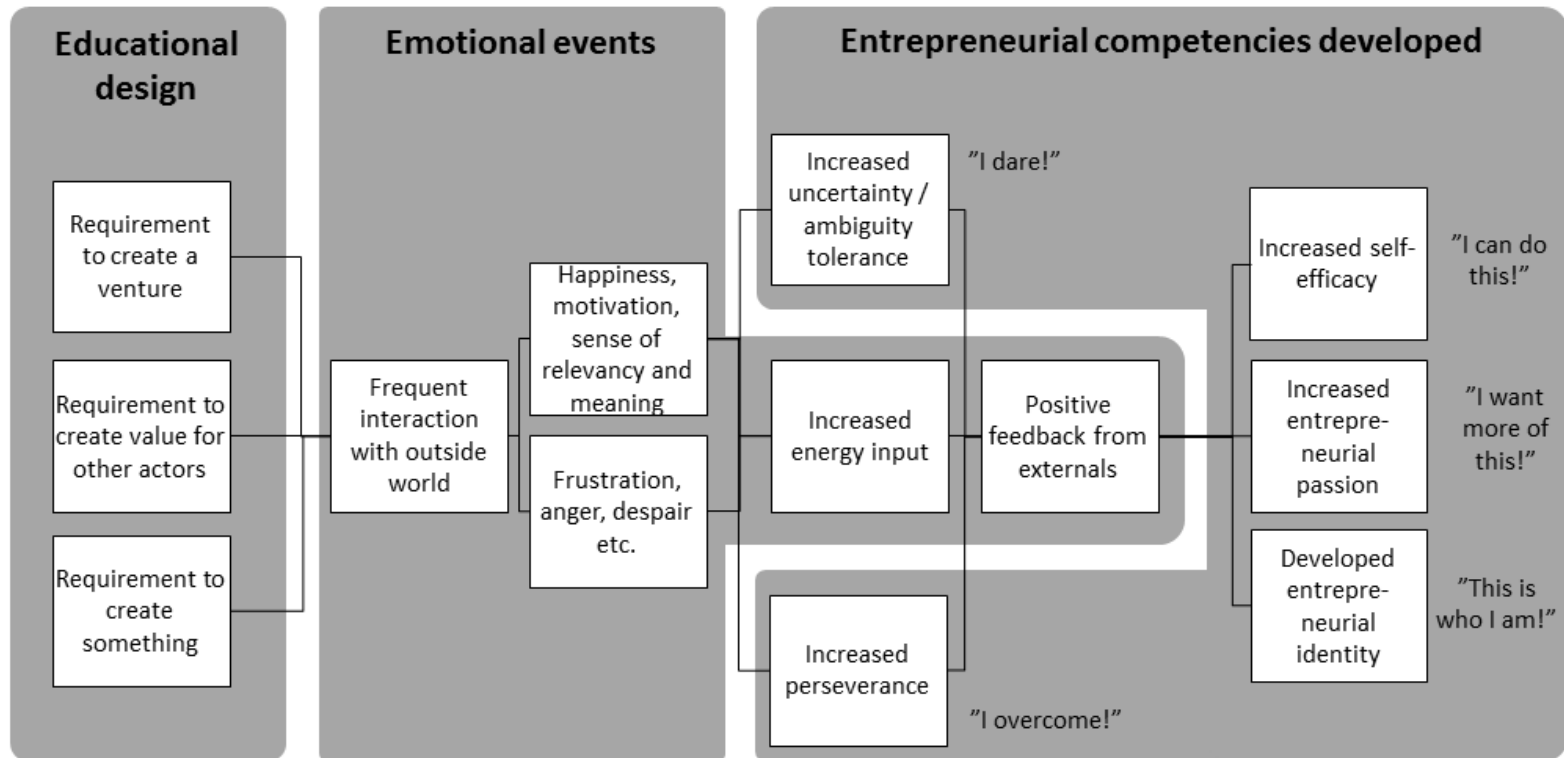 Educational
design
Emotional events
Entrepreneurial competencies developed
Requirement
to create a
venture
Requirement to
create value for
other actors
Requirement to
create
something
Frequent
interaction
with outside
world
Happiness,
motivation,
sense of
relevancy and
meaning
Frustration,
anger, despair
etc.
Increased
uncertainty /
ambiguity
tolerance
”I dare!”
Increased
energy input
Increased
perseverance
”I overcome!”
Positive
feedback from
externals
Increased self-
efficacy
”I can do
this!”
Increased
entrepre-
neurial
passion
”I want
more of
this!”
Developed
entrepre-
neurial
identity
”This is
who I am!”